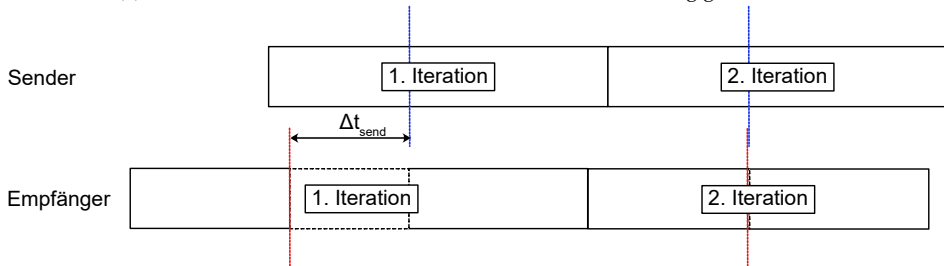 Sender
1. Iteration
2. Iteration
Δt_send
Empfänger
1. Iteration
2. Iteration